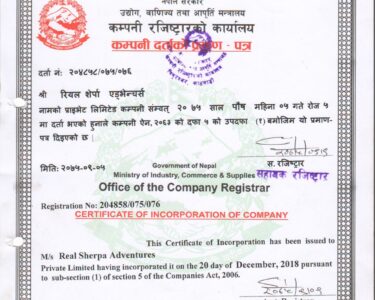 नेपाल सरकार
उद्योग, वाणिज्य तथा आपूर्ति मन्त्रालय
कम्पनी रजिष्ट्रारको कार्यालय
कम्पनी दर्ताको प्रमाण - पत्र
दर्ता नं: २०४८५८/०७५/०७६
श्री रियल शेर्पा एड्भेन्चर्स
नामको प्राइभेट लिमिटेड कम्पनी संम्वत् २०७५ साल पौष महिना ०५ गते रोज ५
मा दर्ता भएको हुनाले कम्पनी ऐन, २०६३ को दफा ५ को उपदफा (१) बमोजिम यो प्रमाण-
पत्र दिइएको छ ।
स. रजिष्ट्रार
सहायक रजिष्ट्रार
मिति: २०७५-०९-०५
Government of Nepal
Ministry of Industry, Commerce & Supplies
Office of the Company Registrar
Registration No: 204858/075/076
CERTIFICATE OF INCORPORATION OF COMPANY
This Certificate of Incorporation has been issued to
M/s Real Sherpa Adventures
Private Limited having incorporated it on the 20 day of December, 2018 pursuant
to sub-section (1) of section 5 of the Companies Act, 2006.